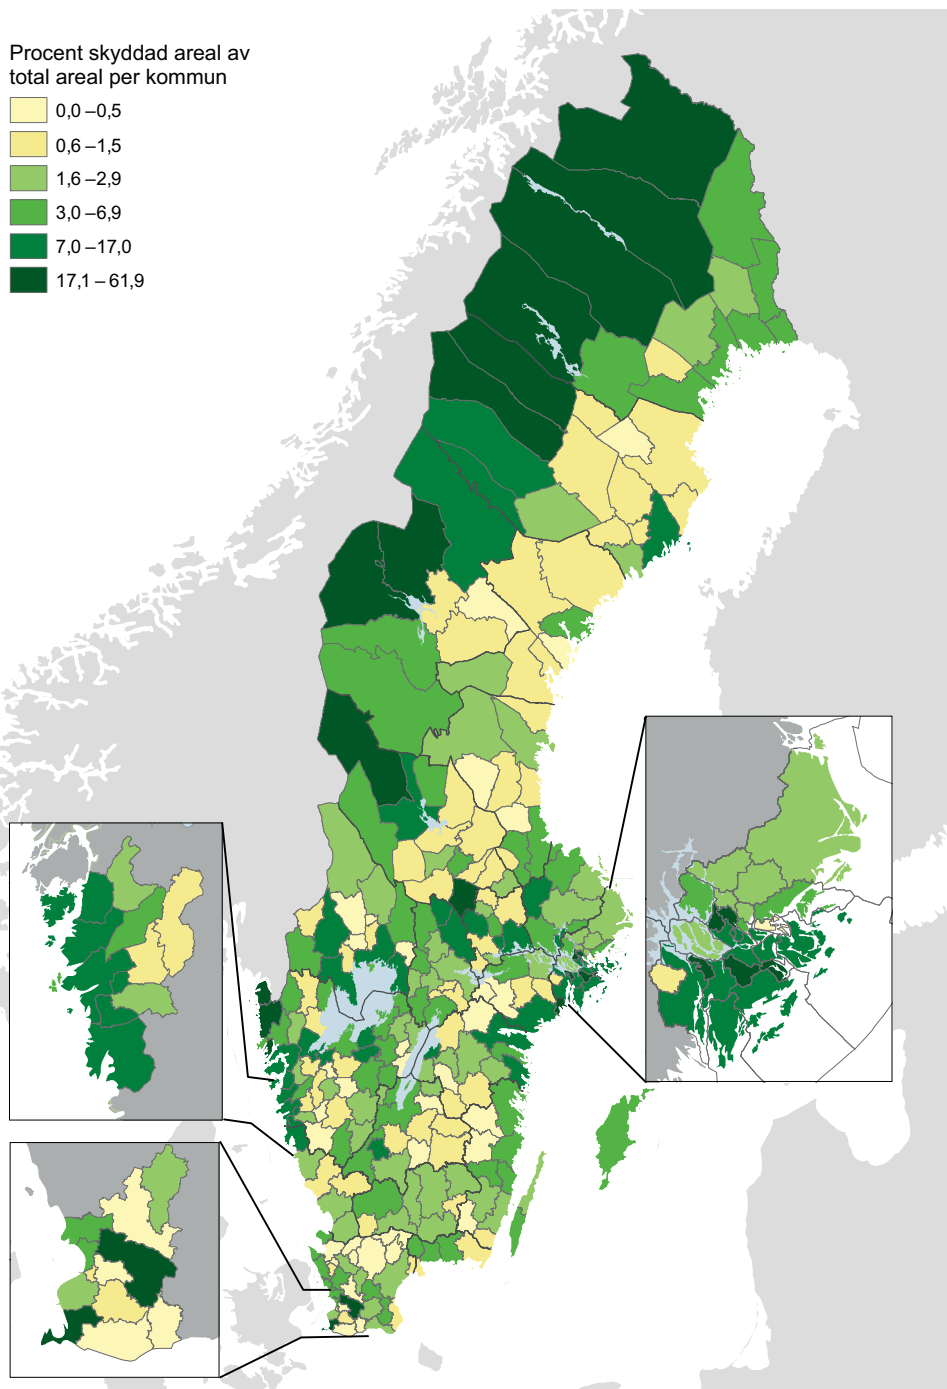 Procent skyddad areal av
total areal per kommun
0,0 –0,5
0,6 –1,5
1,6 –2,9
3,0 –6,9
7,0 –17,0
17,1 – 61,9